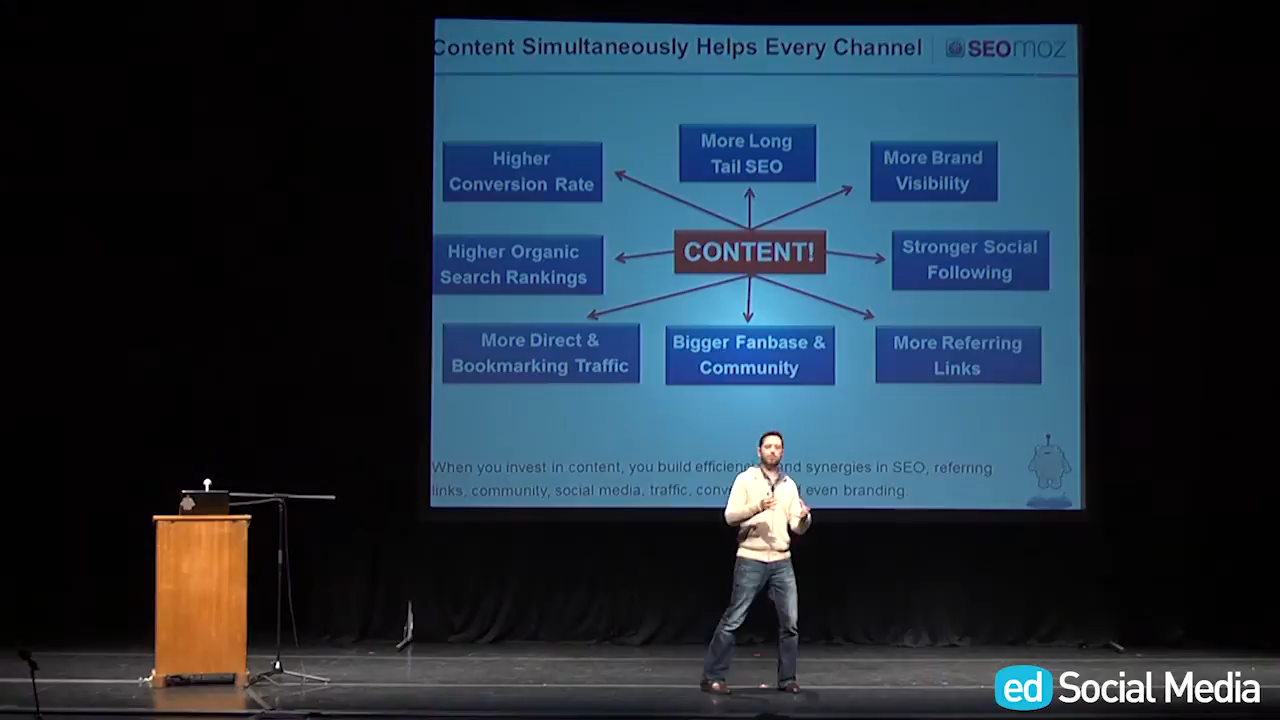 Content Simultaneously Helps Every Channel
SEOmoz
Higher
Conversion Rate
More Long
Tail SEO
More Brand
Visibility
Higher Organic
Search Rankings
CONTENT!
Stronger Social
Following
More Direct &
Bookmarking Traffic
Bigger Fanbase &
Community
More Referring
Links
When you invest in content, you build and synergies in SEO, referring
links, community, social media, traffic, even branding.
ed Social Media